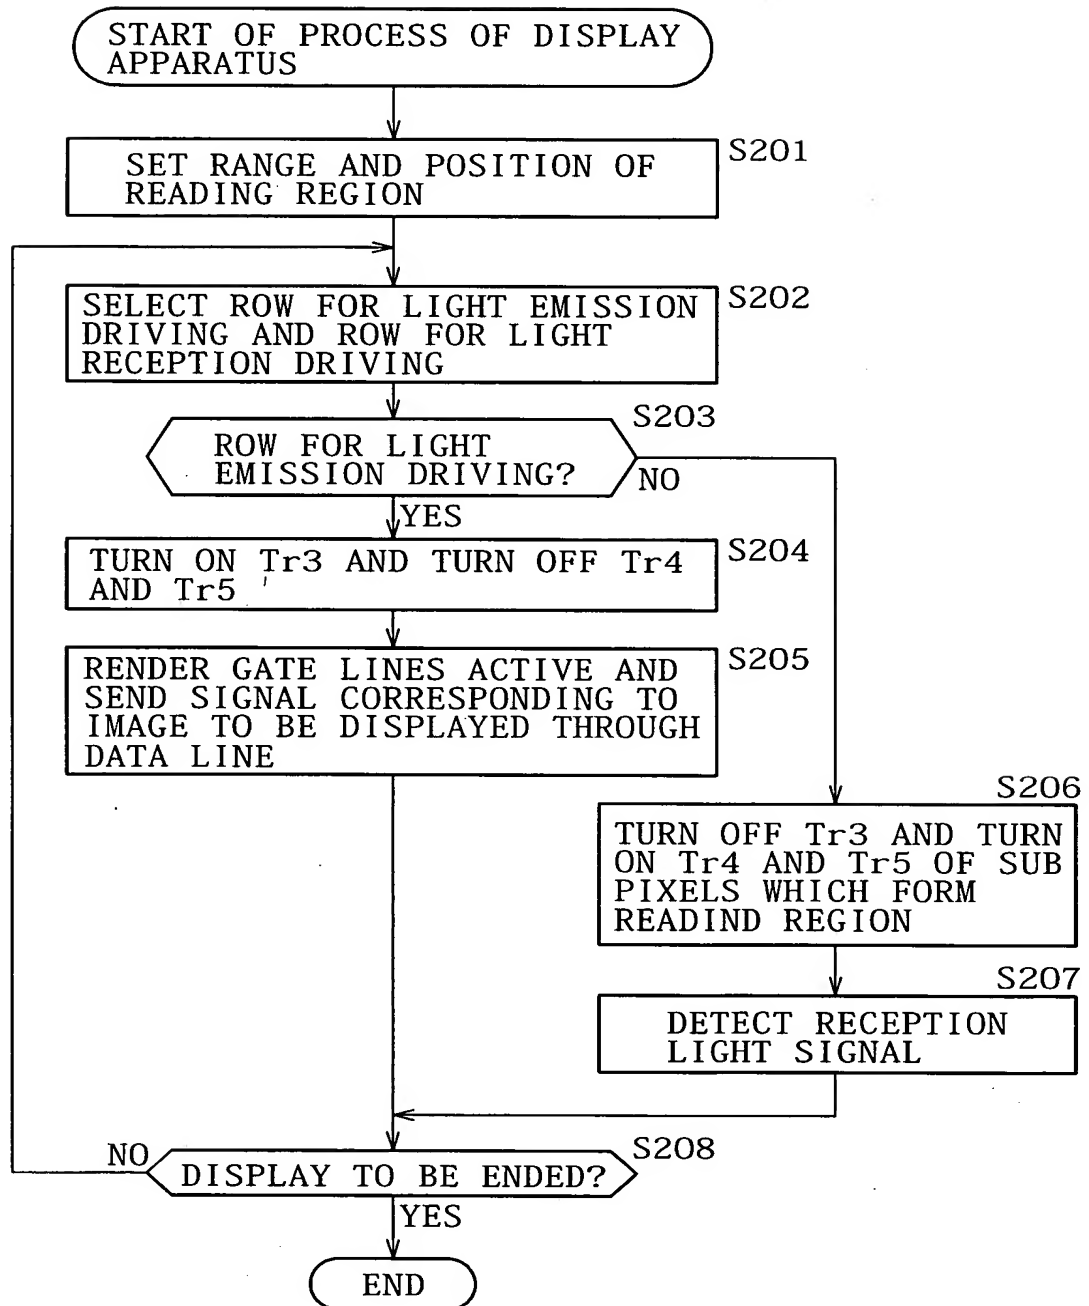 START OF PROCESS OF DISPLAY
APPARATUS
S201
SET RANGE AND POSITION OF
READING REGION
S202
SELECT ROW FOR LIGHT EMISSION
DRIVING AND ROW FOR LIGHT
RECEPTION DRIVING
S203
ROW FOR LIGHT
EMISSION DRIVING?
NO
YES
S204
TURN ON Tr3 AND TURN OFF Tr4
AND Tr5
S205
RENDER GATE LINES ACTIVE AND
SEND SIGNAL CORRESPONDING TO
IMAGE TO BE DISPLAYED THROUGH
DATA LINE
S206
TURN OFF Tr3 AND TURN
ON Tr4 AND Tr5 OF SUB
PIXELS WHICH FORM
READIND REGION
S207
DETECT RECEPTION
LIGHT SIGNAL
S208
NO
DISPLAY TO BE ENDED?
YES
END